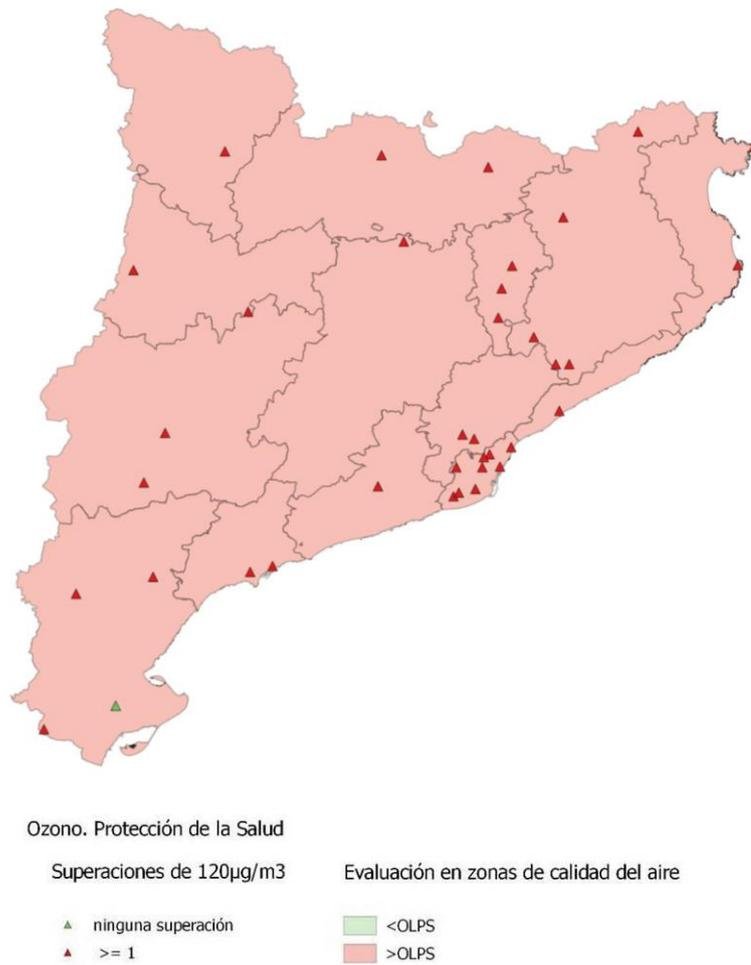 Ozono. Protección de la Salud
Superaciones de 120µg/m3
ninguna superación
>= 1
Evaluación en zonas de calidad del aire
<OLPS
>OLPS